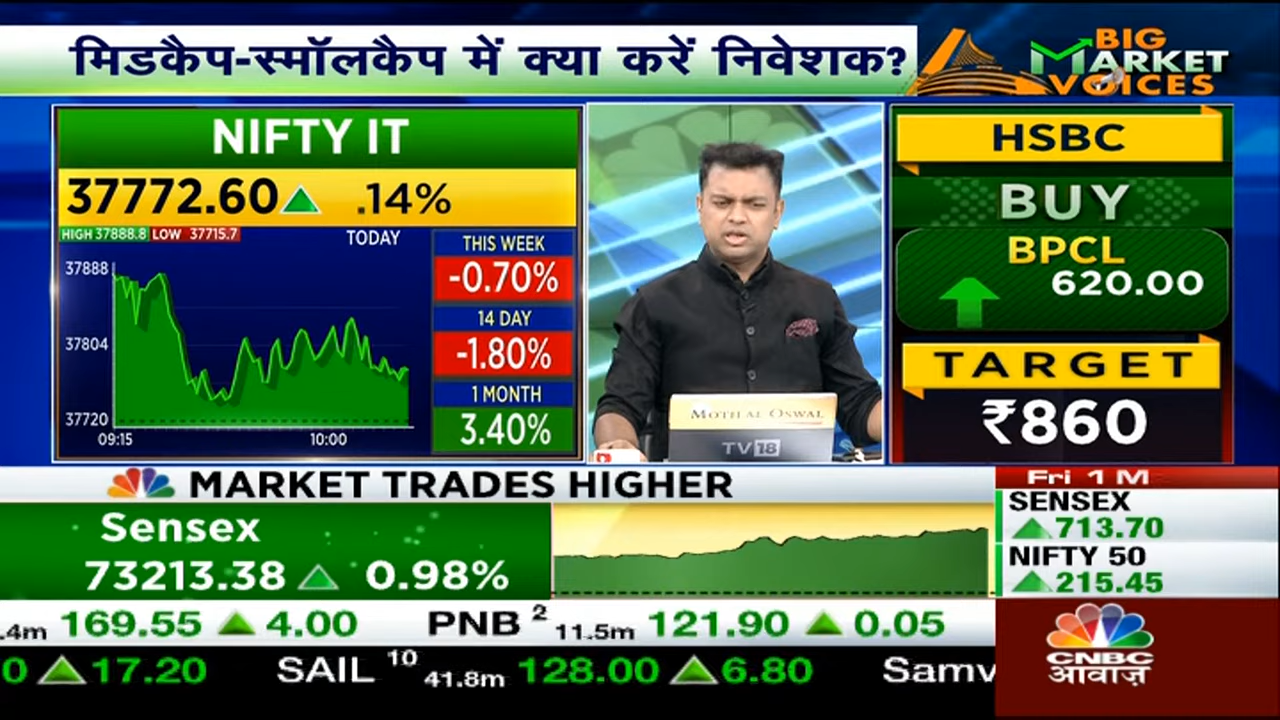 मिडकैप-स्मॉलकैप में क्या करें निवेशक?
BIG
MARKET
VOICES
NIFTY IT
37772.60 .14%
HIGH 37888.8 LOW 37715.7
TODAY
37888
37804
37720
09:15 10:00
THIS WEEK
-0.70%
14 DAY
-1.80%
1 MONTH
3.40%
MOTILAL OSWAL
TV18
HSBC
BUY
BPCL
620.00
TARGET
₹860
MARKET TRADES HIGHER
Sensex
73213.38 0.98%
Fri 1 M
SENSEX
713.70
NIFTY 50
215.45
.4m 169.55 4.00 PNB 2 11.5m 121.90 0.05
0 17.20 SAIL 10 41.8m 128.00 6.80 Samv
CNBC
आवाज़